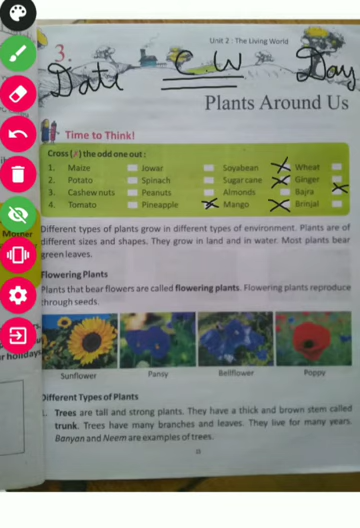 Unit 2 : The Living World
3.
Date C.W Day
Plants Around Us
Time to Think!
Cross (✗) the odd one out :
1. Maize Jowar Soyabean Wheat
2. Potato Spinach Sugarcane Ginger
3. Cashewnuts Peanuts Almonds Bajra
4. Tomato Pineapple Mango Brinjal
Mother
Different types of plants grow in different types of environment. Plants are of
different sizes and shapes. They grow in land and in water. Most plants bear
green leaves.
Flowering Plants
Plants that bear flowers are called flowering plants. Flowering plants reproduce
through seeds.
r holidays
Sunflower Pansy Bellflower Poppy
Different Types of Plants
1. Trees are tall and strong plants. They have a thick and brown stem called
trunk. Trees have many branches and leaves. They live for many years.
Banyan and Neem are examples of trees.